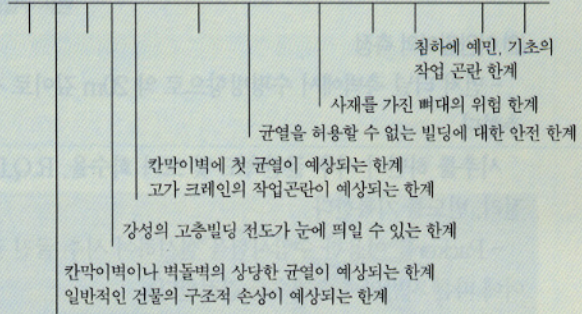 침하에 예민, 기초의
작업 곤란 한계
사재를 가진 뼈대의 위험 한계
균열을 허용할 수 없는 빌딩에 대한 안전 한계
칸막이벽에 첫 균열이 예상되는 한계
고가 크레인의 작업곤란이 예상되는 한계
강성의 고층빌딩 전도가 눈에 띄일 수 있는 한계
칸막이벽이나 벽돌벽의 상당한 균열이 예상되는 한계
일반적인 건물의 구조적 손상이 예상되는 한계